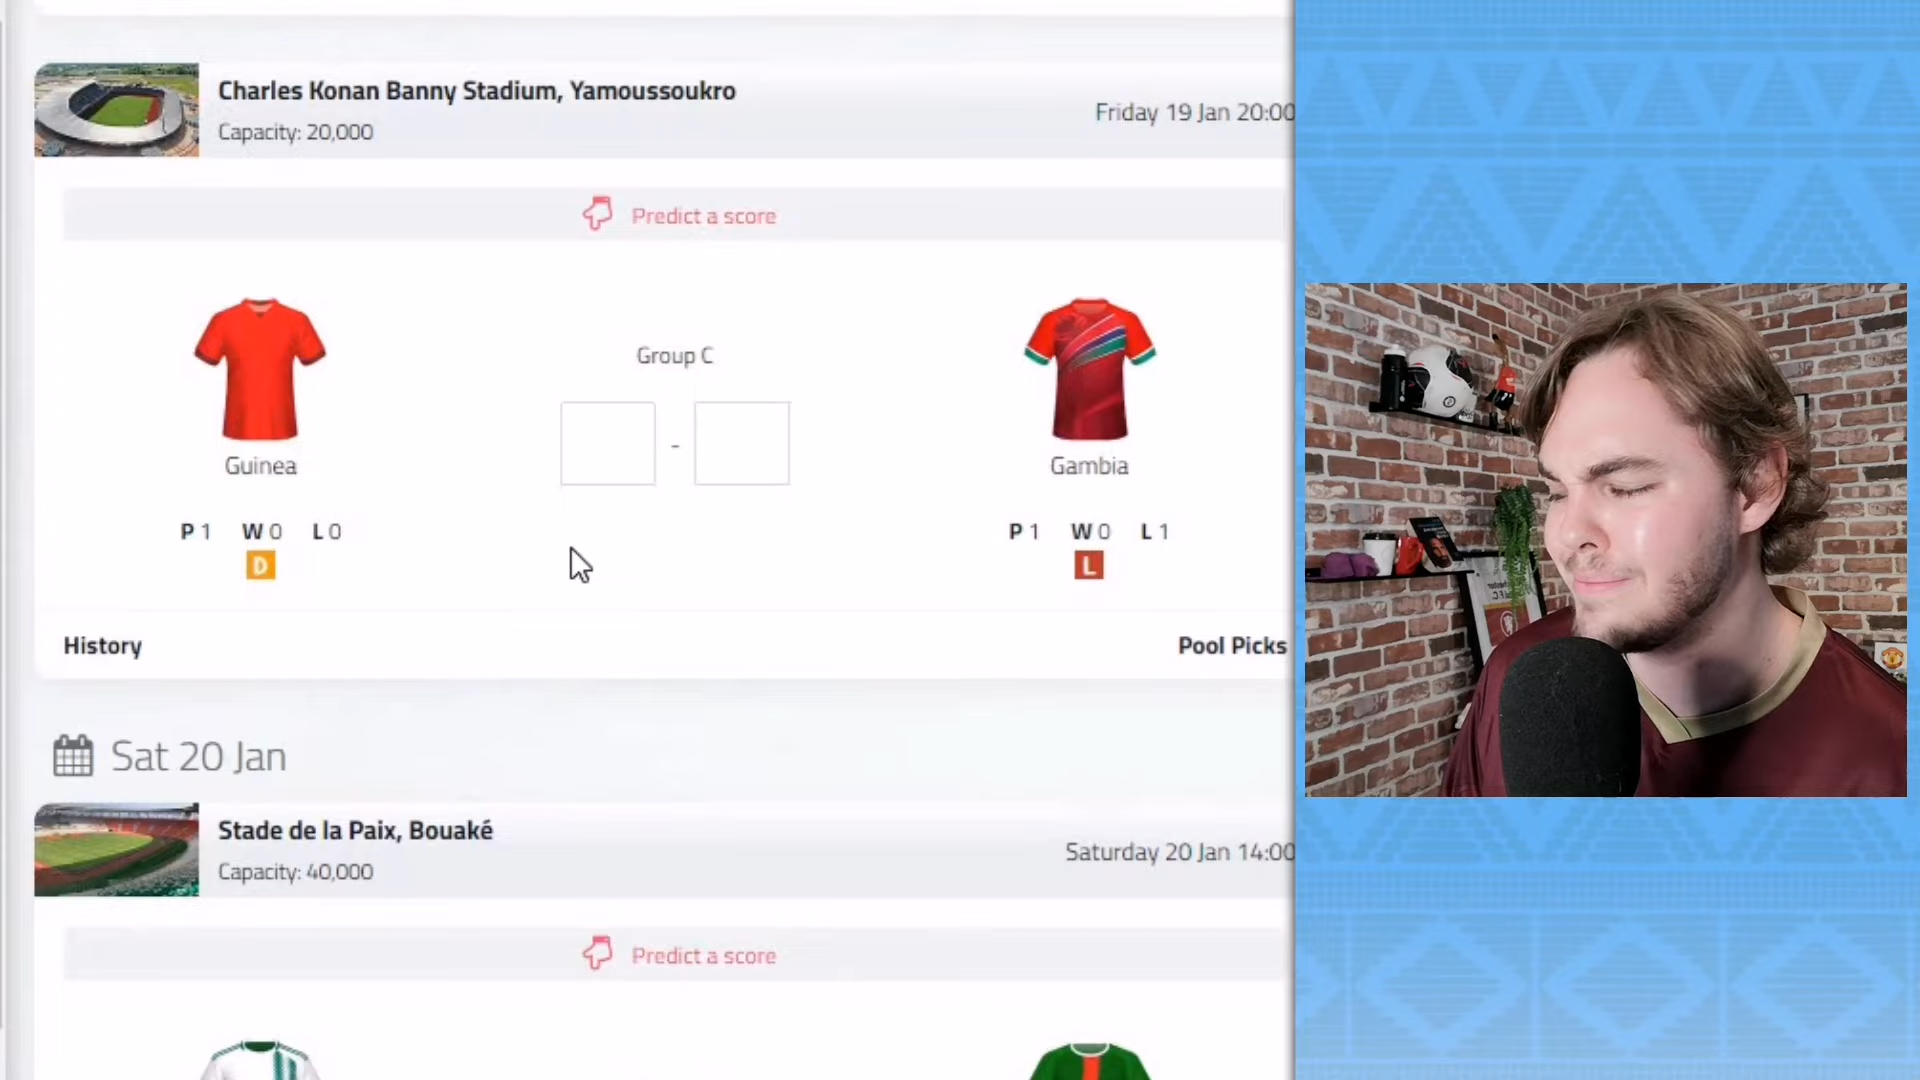 Charles Konan Banny Stadium, Yamoussoukro
Capacity: 20,000
Friday 19 Jan 20:00
Predict a score
Group C
-
Guinea
Gambia
P 1 W 0 L 0
P 1 W 0 L 1
D
L
History
Pool Picks
Sat 20 Jan
Stade de la Paix, Bouaké
Capacity: 40,000
Saturday 20 Jan 14:00
Predict a score